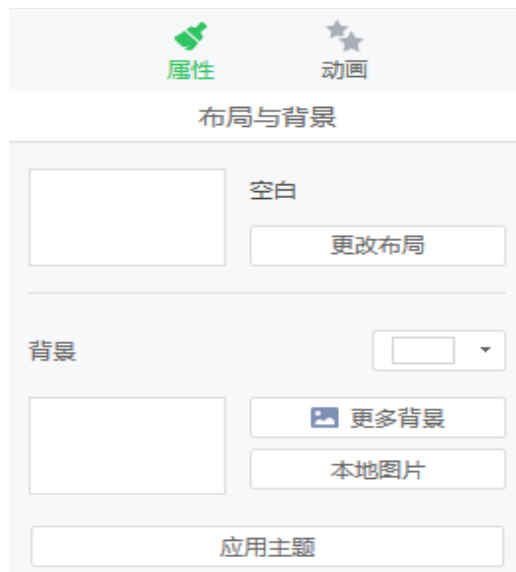 属性 动画
布局与背景
空白
更改布局
背景
更多背景
本地图片
应用主题